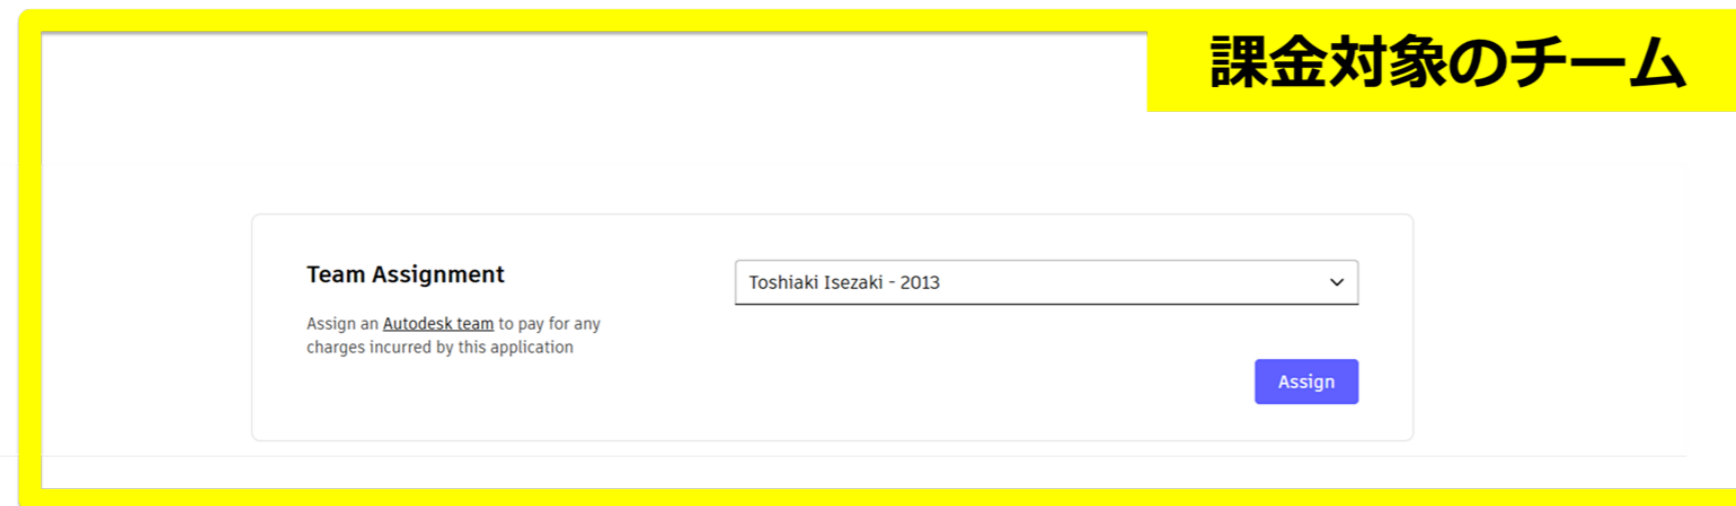 課金対象のチーム
Team Assignment
Toshiaki Isezaki - 2013
Assign an Autodesk team to pay for any
charges incurred by this application
Assign